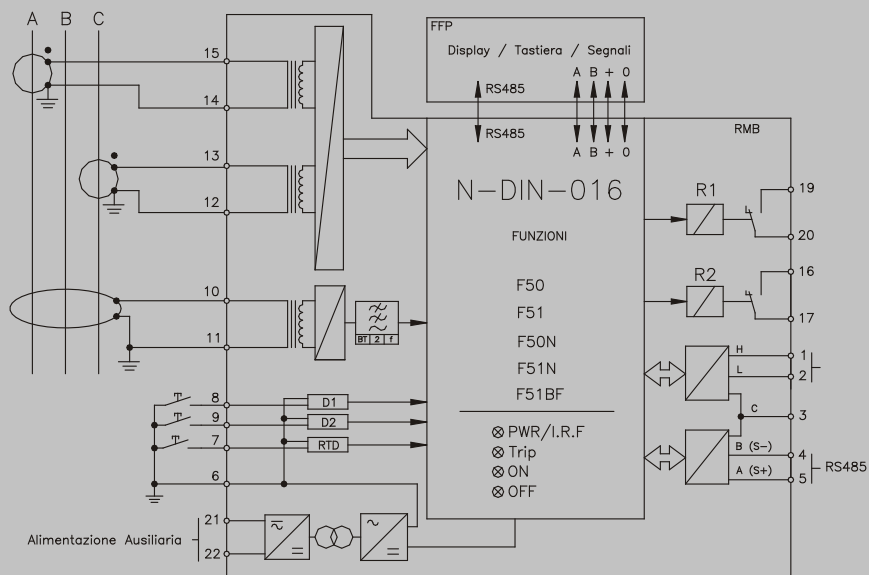 A B C
FFP
Display / Tastiera / Segnali
A B + 0
RS485
RS485
A B + 0
RMB
15
14
13
12
10
11
8
9
7
6
21
22
N-DIN-016
FUNZIONI
F50
F51
F50N
F51N
F51BF
PWR/I.R.F
Trip
ON
OFF
BT 2 f
D1
D2
RTD
Alimentazione Ausiliaria
R1
19
20
R2
16
17
H 1
L 2
C 3
B (S-) 4
A (S+) 5
RS485